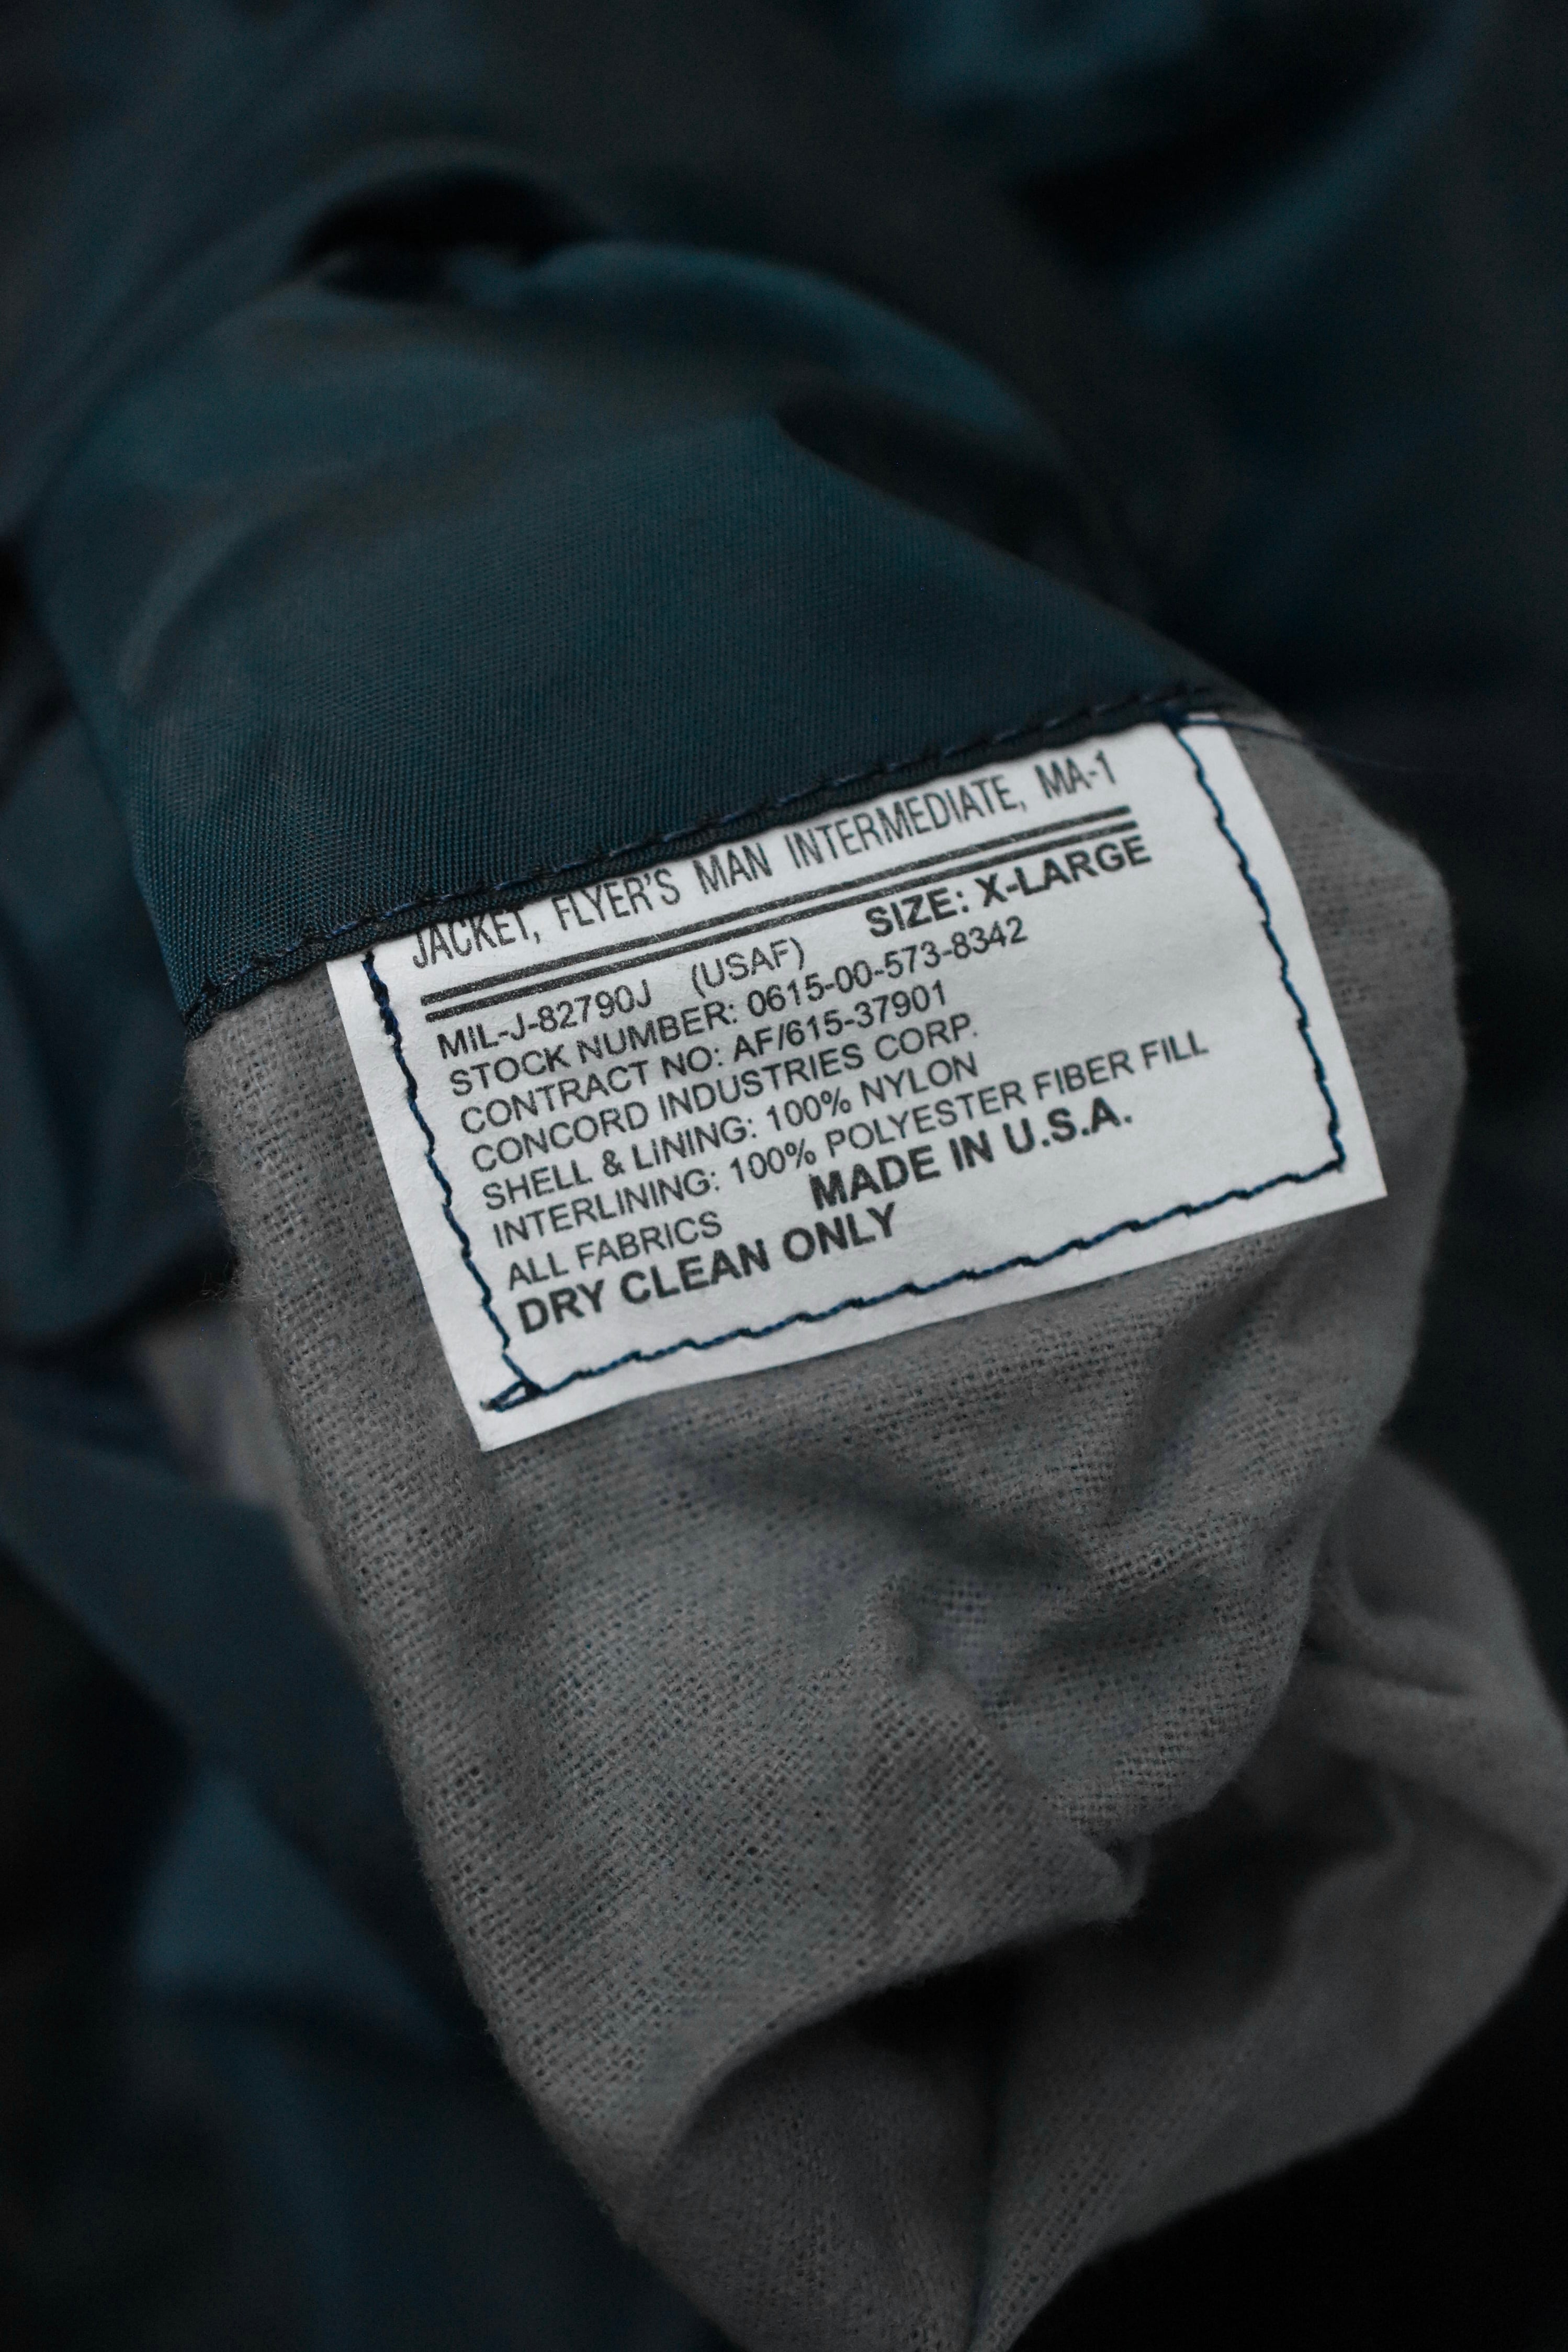 JACKET, FLYER'S MAN INTERMEDIATE, MA-1
MIL-J-82790J (USAF) SIZE: X-LARGE
STOCK NUMBER: 0615-00-573-8342
CONTRACT NO: AF/615-37901
CONCORD INDUSTRIES CORP.
SHELL & LINING: 100% NYLON
INTERLINING: 100% POLYESTER FIBER FILL
ALL FABRICS MADE IN U.S.A.
DRY CLEAN ONLY